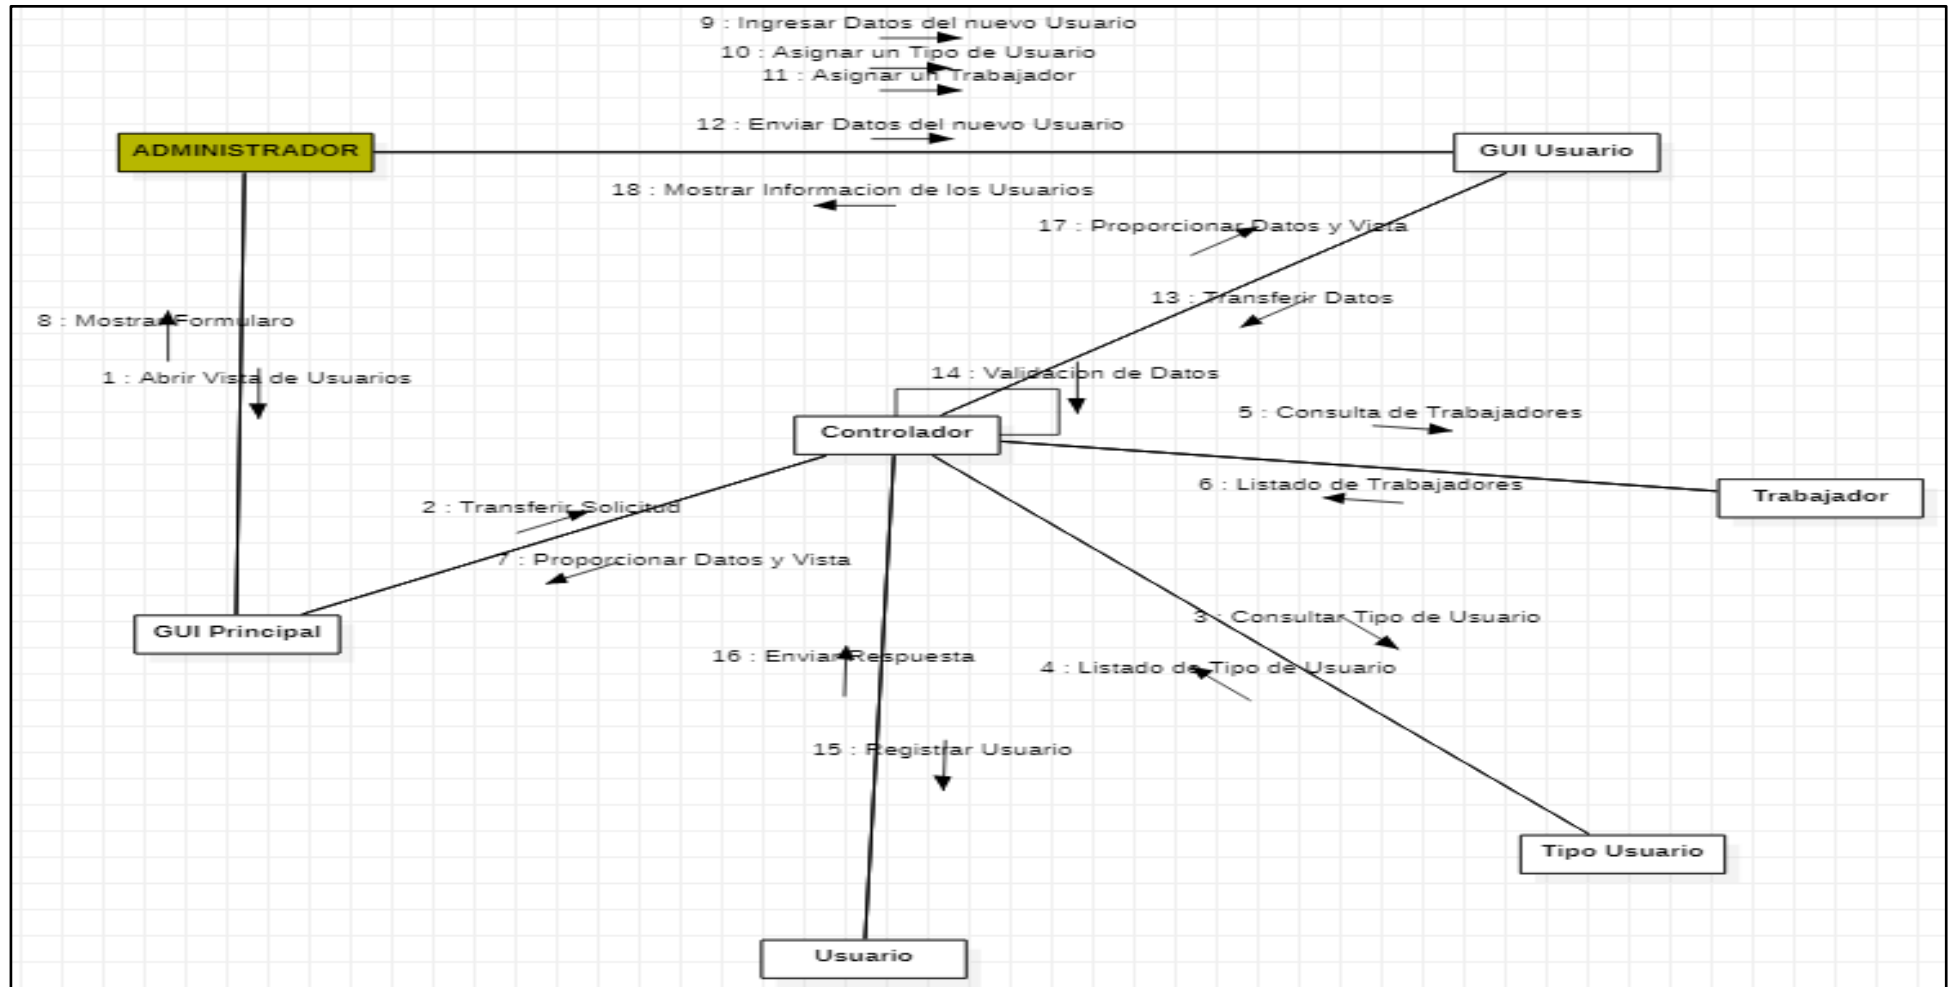 9 : Ingresar Datos del nuevo Usuario
10 : Asignar un Tipo de Usuario
11 : Asignar un Trabajador
12 : Enviar Datos del nuevo Usuario
ADMINISTRADOR
GUI Usuario
18 : Mostrar Informacion de los Usuarios
17 : Proporcionar Datos y Vista
13 : Transferir Datos
8 : Mostrar Formularo
1 : Abrir Vista de Usuarios
14 : Validacion de Datos
5 : Consulta de Trabajadores
Controlador
6 : Listado de Trabajadores
Trabajador
2 : Transferir Solicitud
7 : Proporcionar Datos y Vista
3 : Consultar Tipo de Usuario
GUI Principal
16 : Enviar Respuesta
4 : Listado de Tipo de Usuario
15 : Registrar Usuario
Tipo Usuario
Usuario